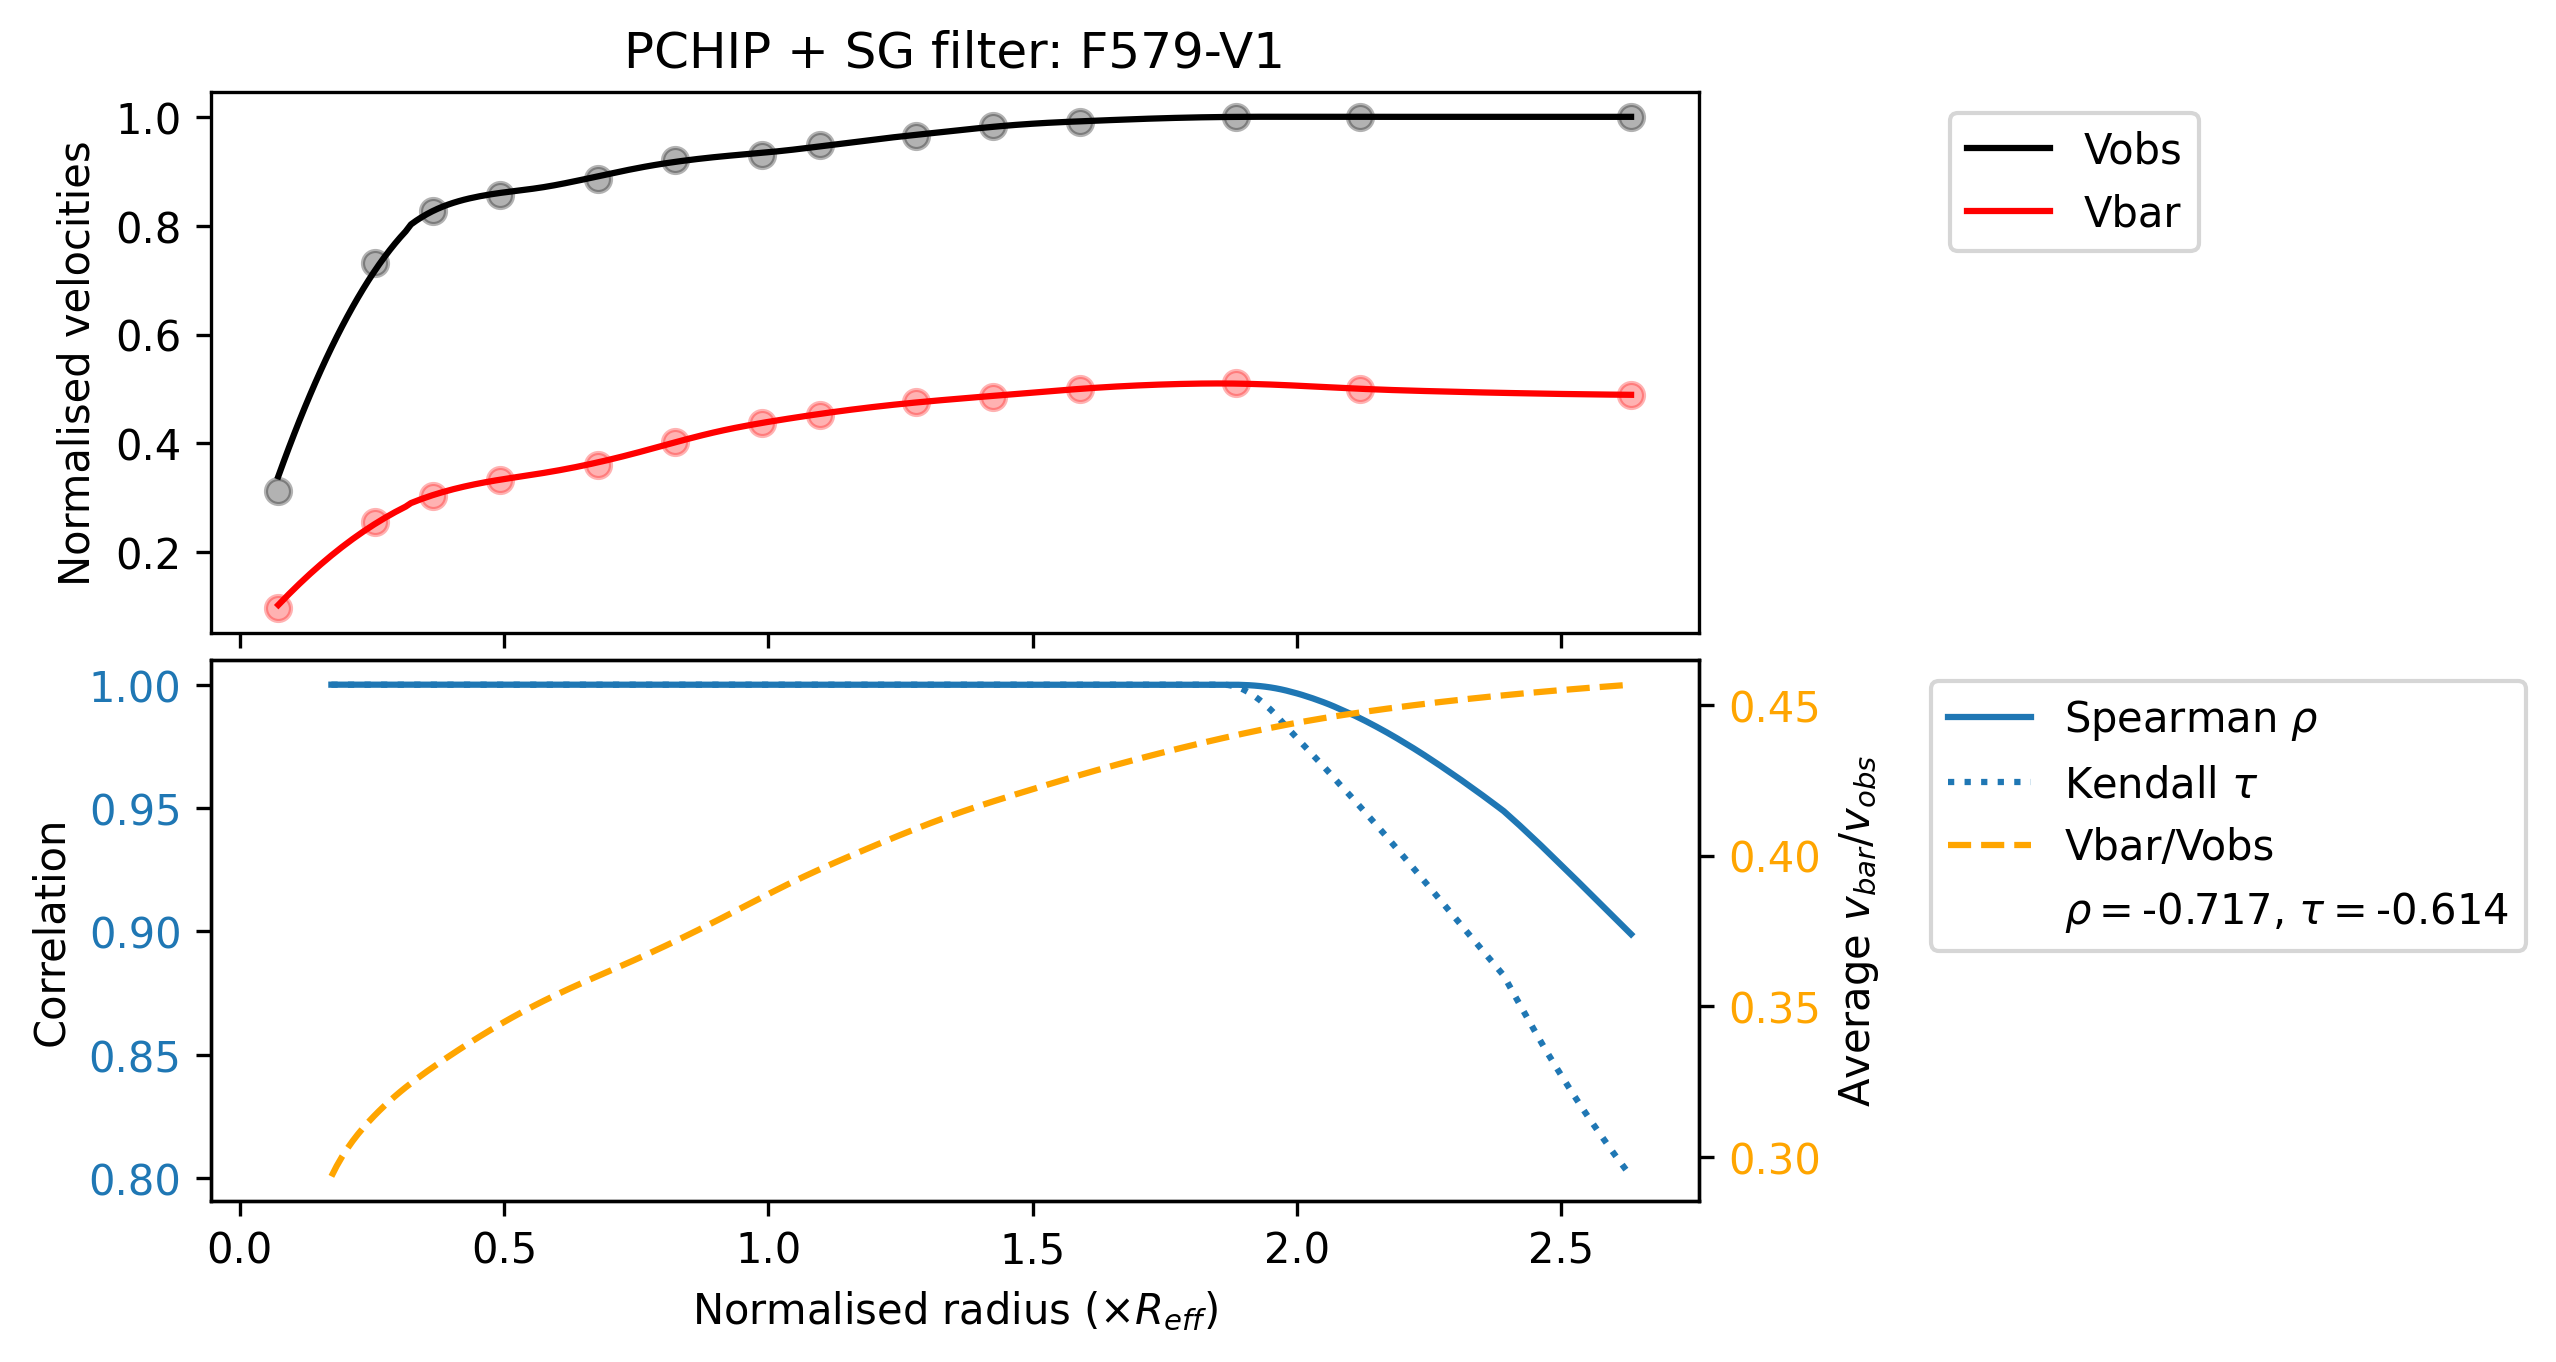 PCHIP + SG filter: F579-V1
Normalised velocities
1.0
0.8
0.6
0.4
0.2
Vobs
Vbar
Correlation
1.00
0.95
0.90
0.85
0.80
0.45
0.40
0.35
0.30
Average v_bar/v_obs
Spearman ρ
Kendall τ
Vbar/Vobs
ρ = -0.717, τ = -0.614
0.0 0.5 1.0 1.5 2.0 2.5
Normalised radius (×R_eff)